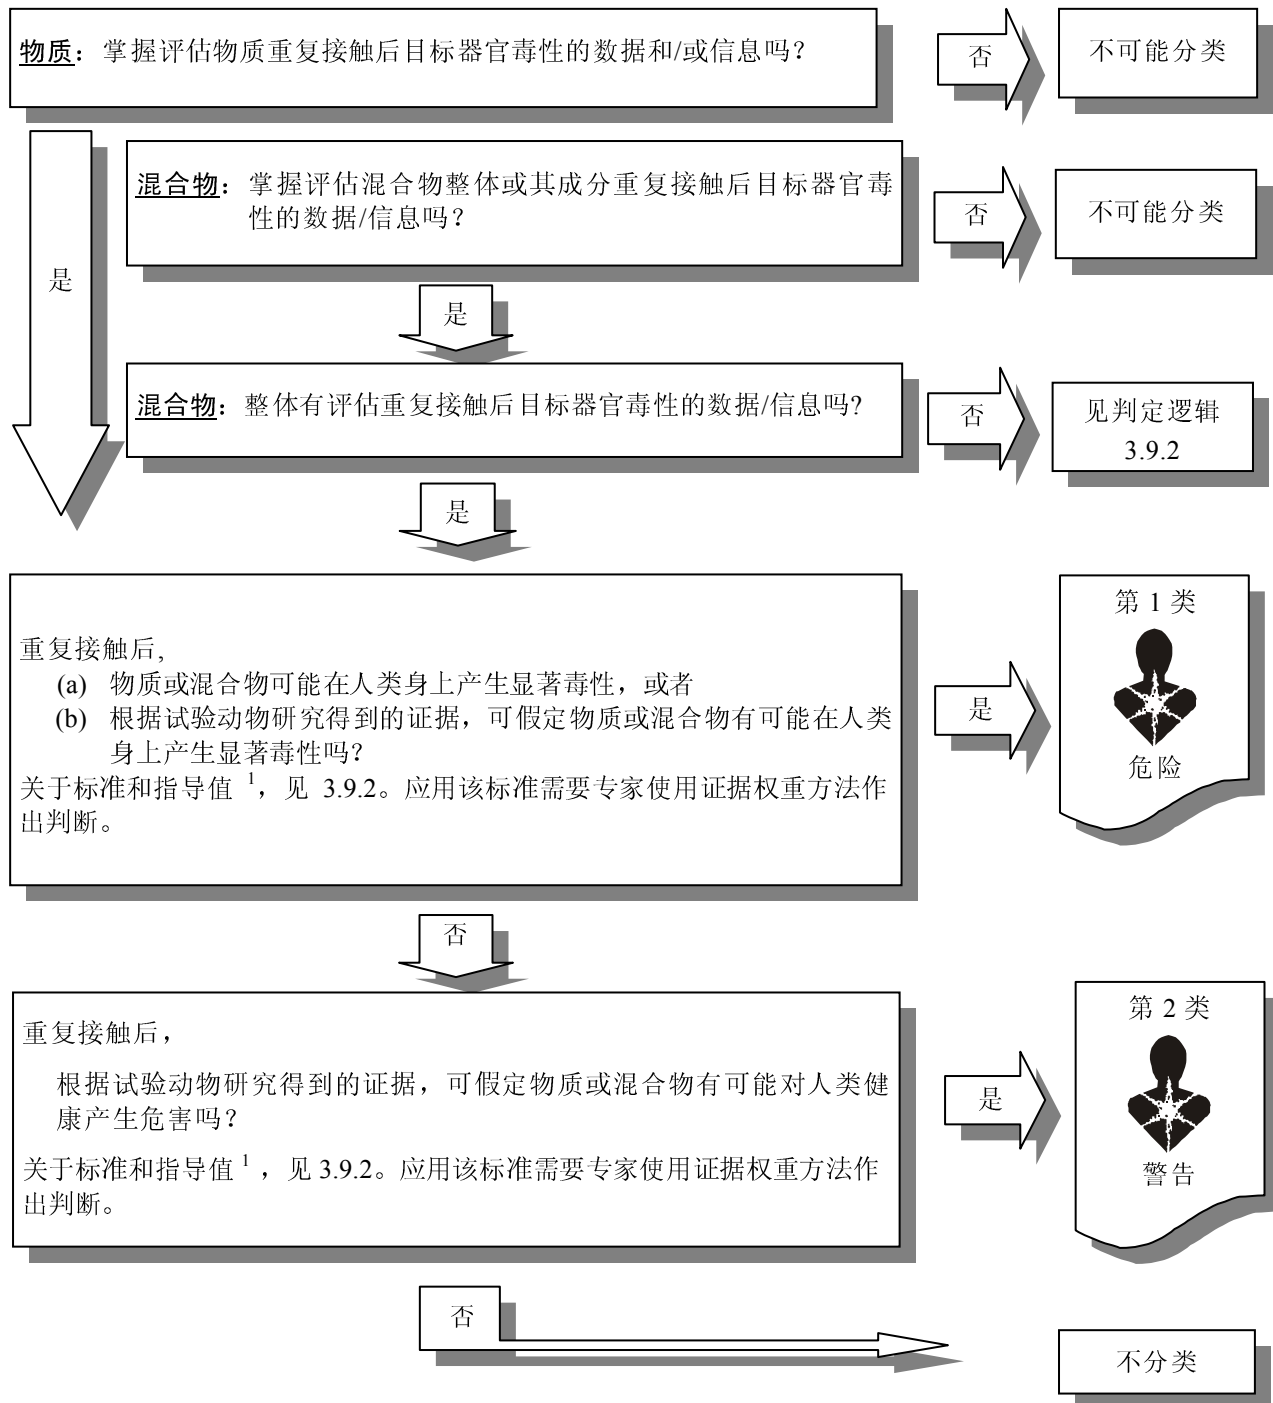 物质：掌握评估物质重复接触后目标器官毒性的数据和/或信息吗？
否
不可能分类
混合物：掌握评估混合物整体或其成分重复接触后目标器官毒
性的数据/信息吗？
否
不可能分类
是
是
混合物：整体有评估重复接触后目标器官毒性的数据/信息吗?
否
见判定逻辑
3.9.2
是
重复接触后,
(a) 物质或混合物可能在人类身上产生显著毒性，或者
(b) 根据试验动物研究得到的证据，可假定物质或混合物有可能在人类
身上产生显著毒性吗？
关于标准和指导值 1，见 3.9.2。应用该标准需要专家使用证据权重方法作
出判断。
是
第 1 类
危险
否
重复接触后，
根据试验动物研究得到的证据，可假定物质或混合物有可能对人类健
康产生危害吗？
关于标准和指导值 1，见 3.9.2。应用该标准需要专家使用证据权重方法作
出判断。
是
第 2 类
警告
否
不分类